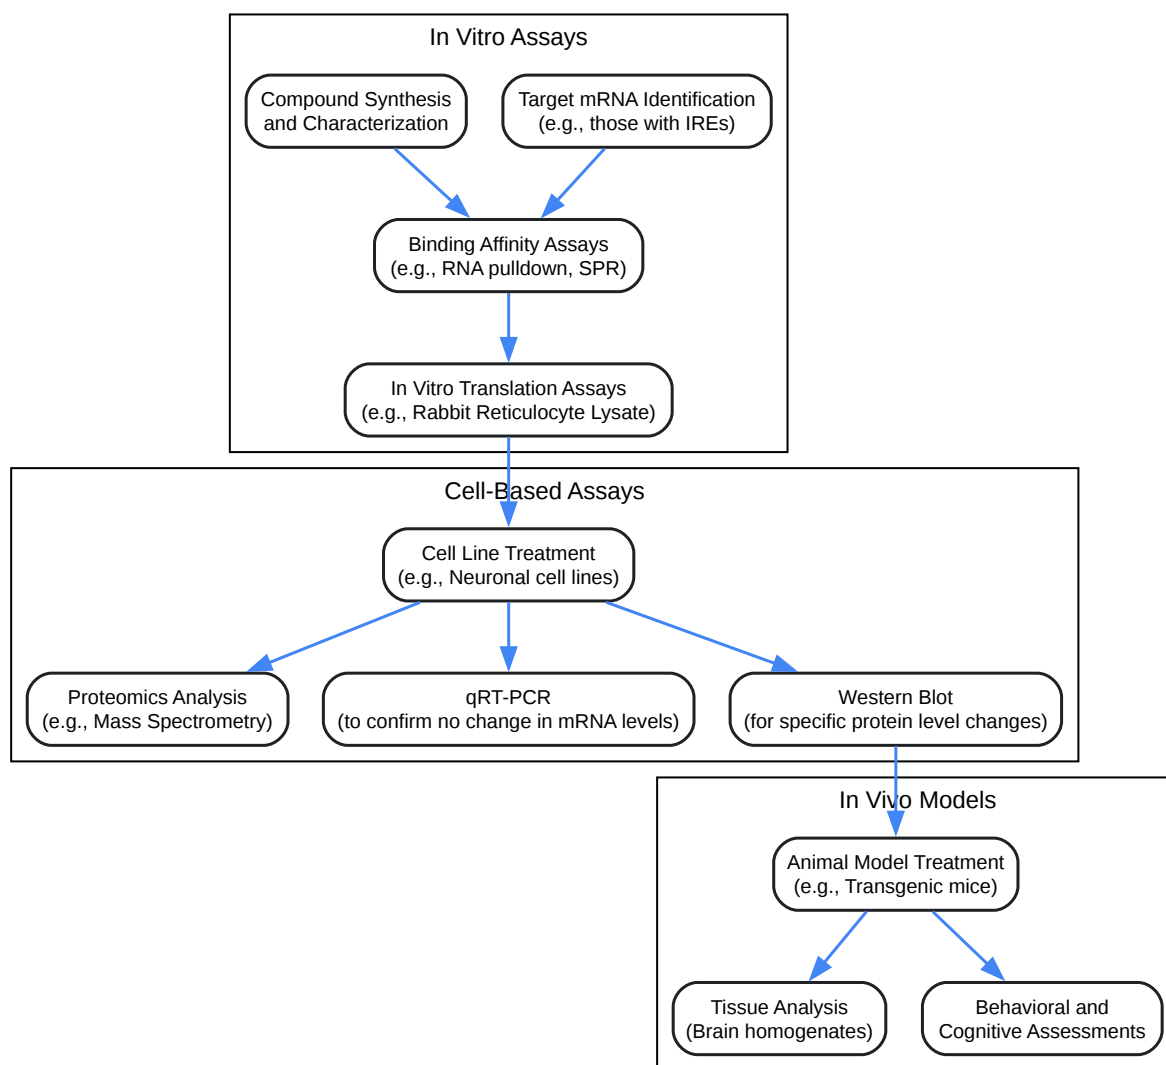 In Vitro Assays
Compound Synthesis
and Characterization
Target mRNA Identification
(e.g., those with IREs)
Binding Affinity Assays
(e.g., RNA pulldown, SPR)
In Vitro Translation Assays
(e.g., Rabbit Reticulocyte Lysate)
Cell-Based Assays
Cell Line Treatment
(e.g., Neuronal cell lines)
Proteomics Analysis
(e.g., Mass Spectrometry)
qRT-PCR
(to confirm no change in mRNA levels)
Western Blot
(for specific protein level changes)
In Vivo Models
Animal Model Treatment
(e.g., Transgenic mice)
Tissue Analysis
(Brain homogenates)
Behavioral and
Cognitive Assessments